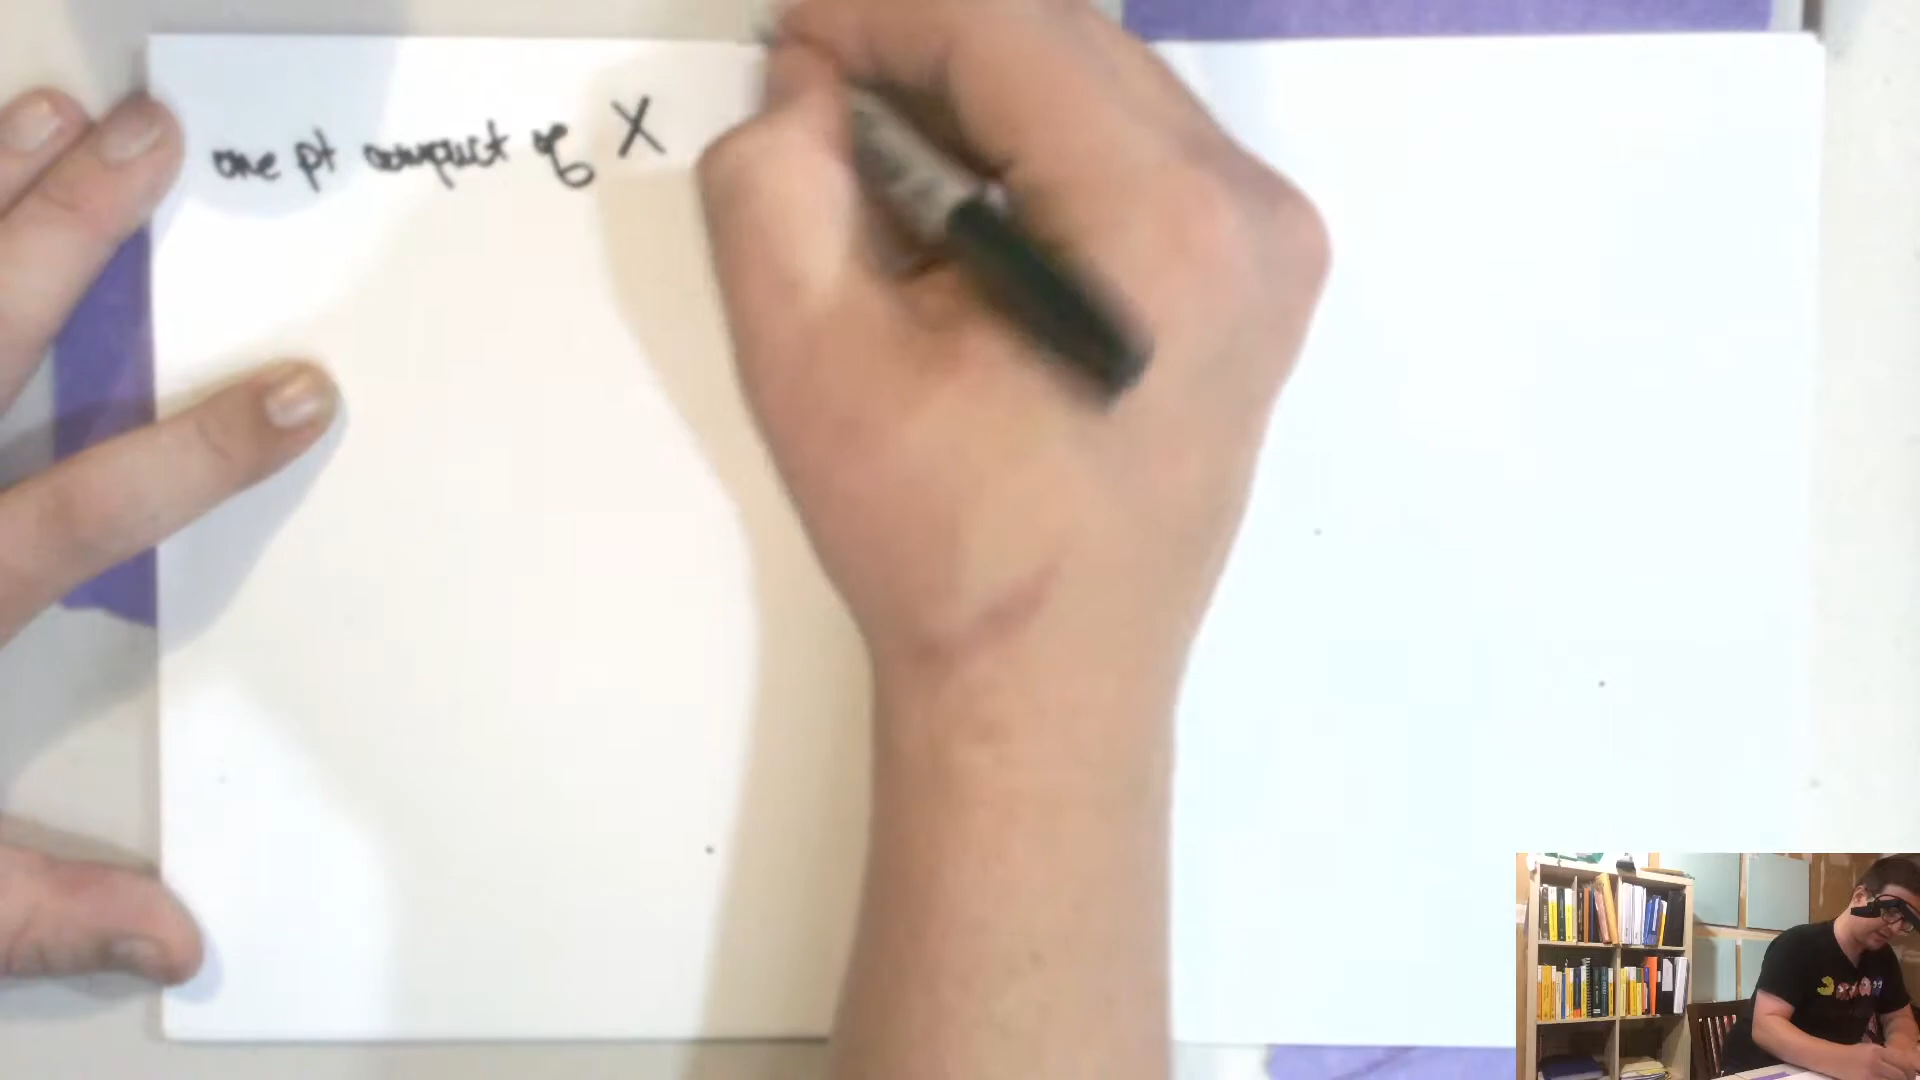 one pt compact of X